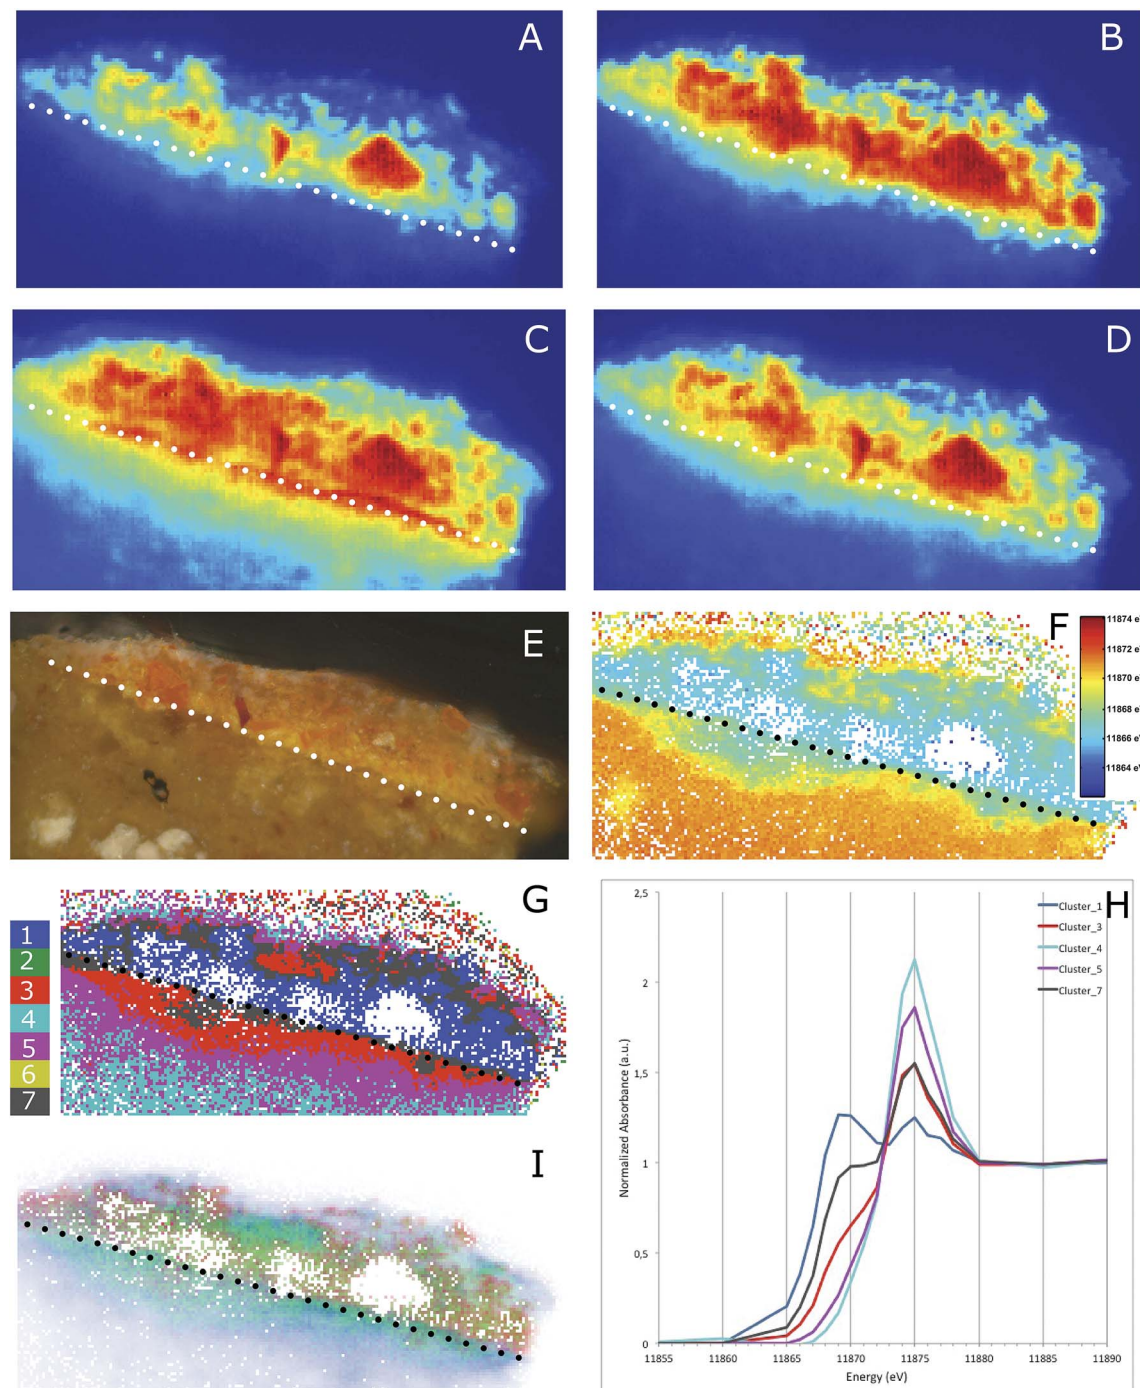 A
B
C
D
E
F
11874 e
11872 e
11870 e
11868 e
11866 e
11864 e
G
1
2
3
4
5
6
7
H
2,5
2
1,5
1
0,5
0
Normalized Absorbance (a.u.)
Cluster_1
Cluster_3
Cluster_4
Cluster_5
Cluster_7
11855 11860 11865 11870 11875 11880 11885 11890
Energy (eV)
I